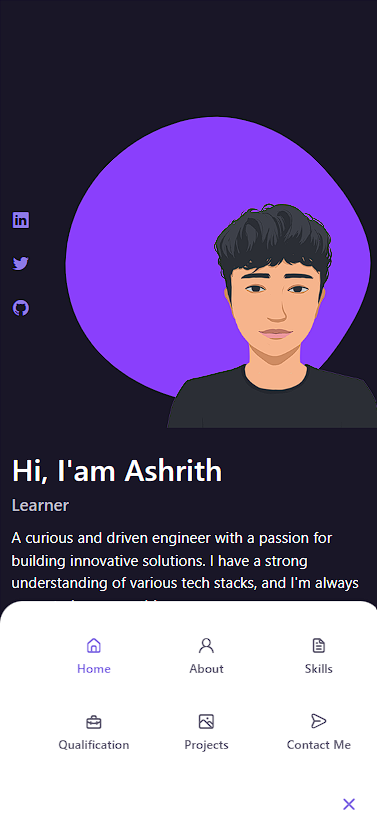 in
Hi, I'am Ashrith
Learner
A curious and driven engineer with a passion for
building innovative solutions. I have a strong
understanding of various tech stacks, and I'm always
Home About Skills
Qualification Projects Contact Me